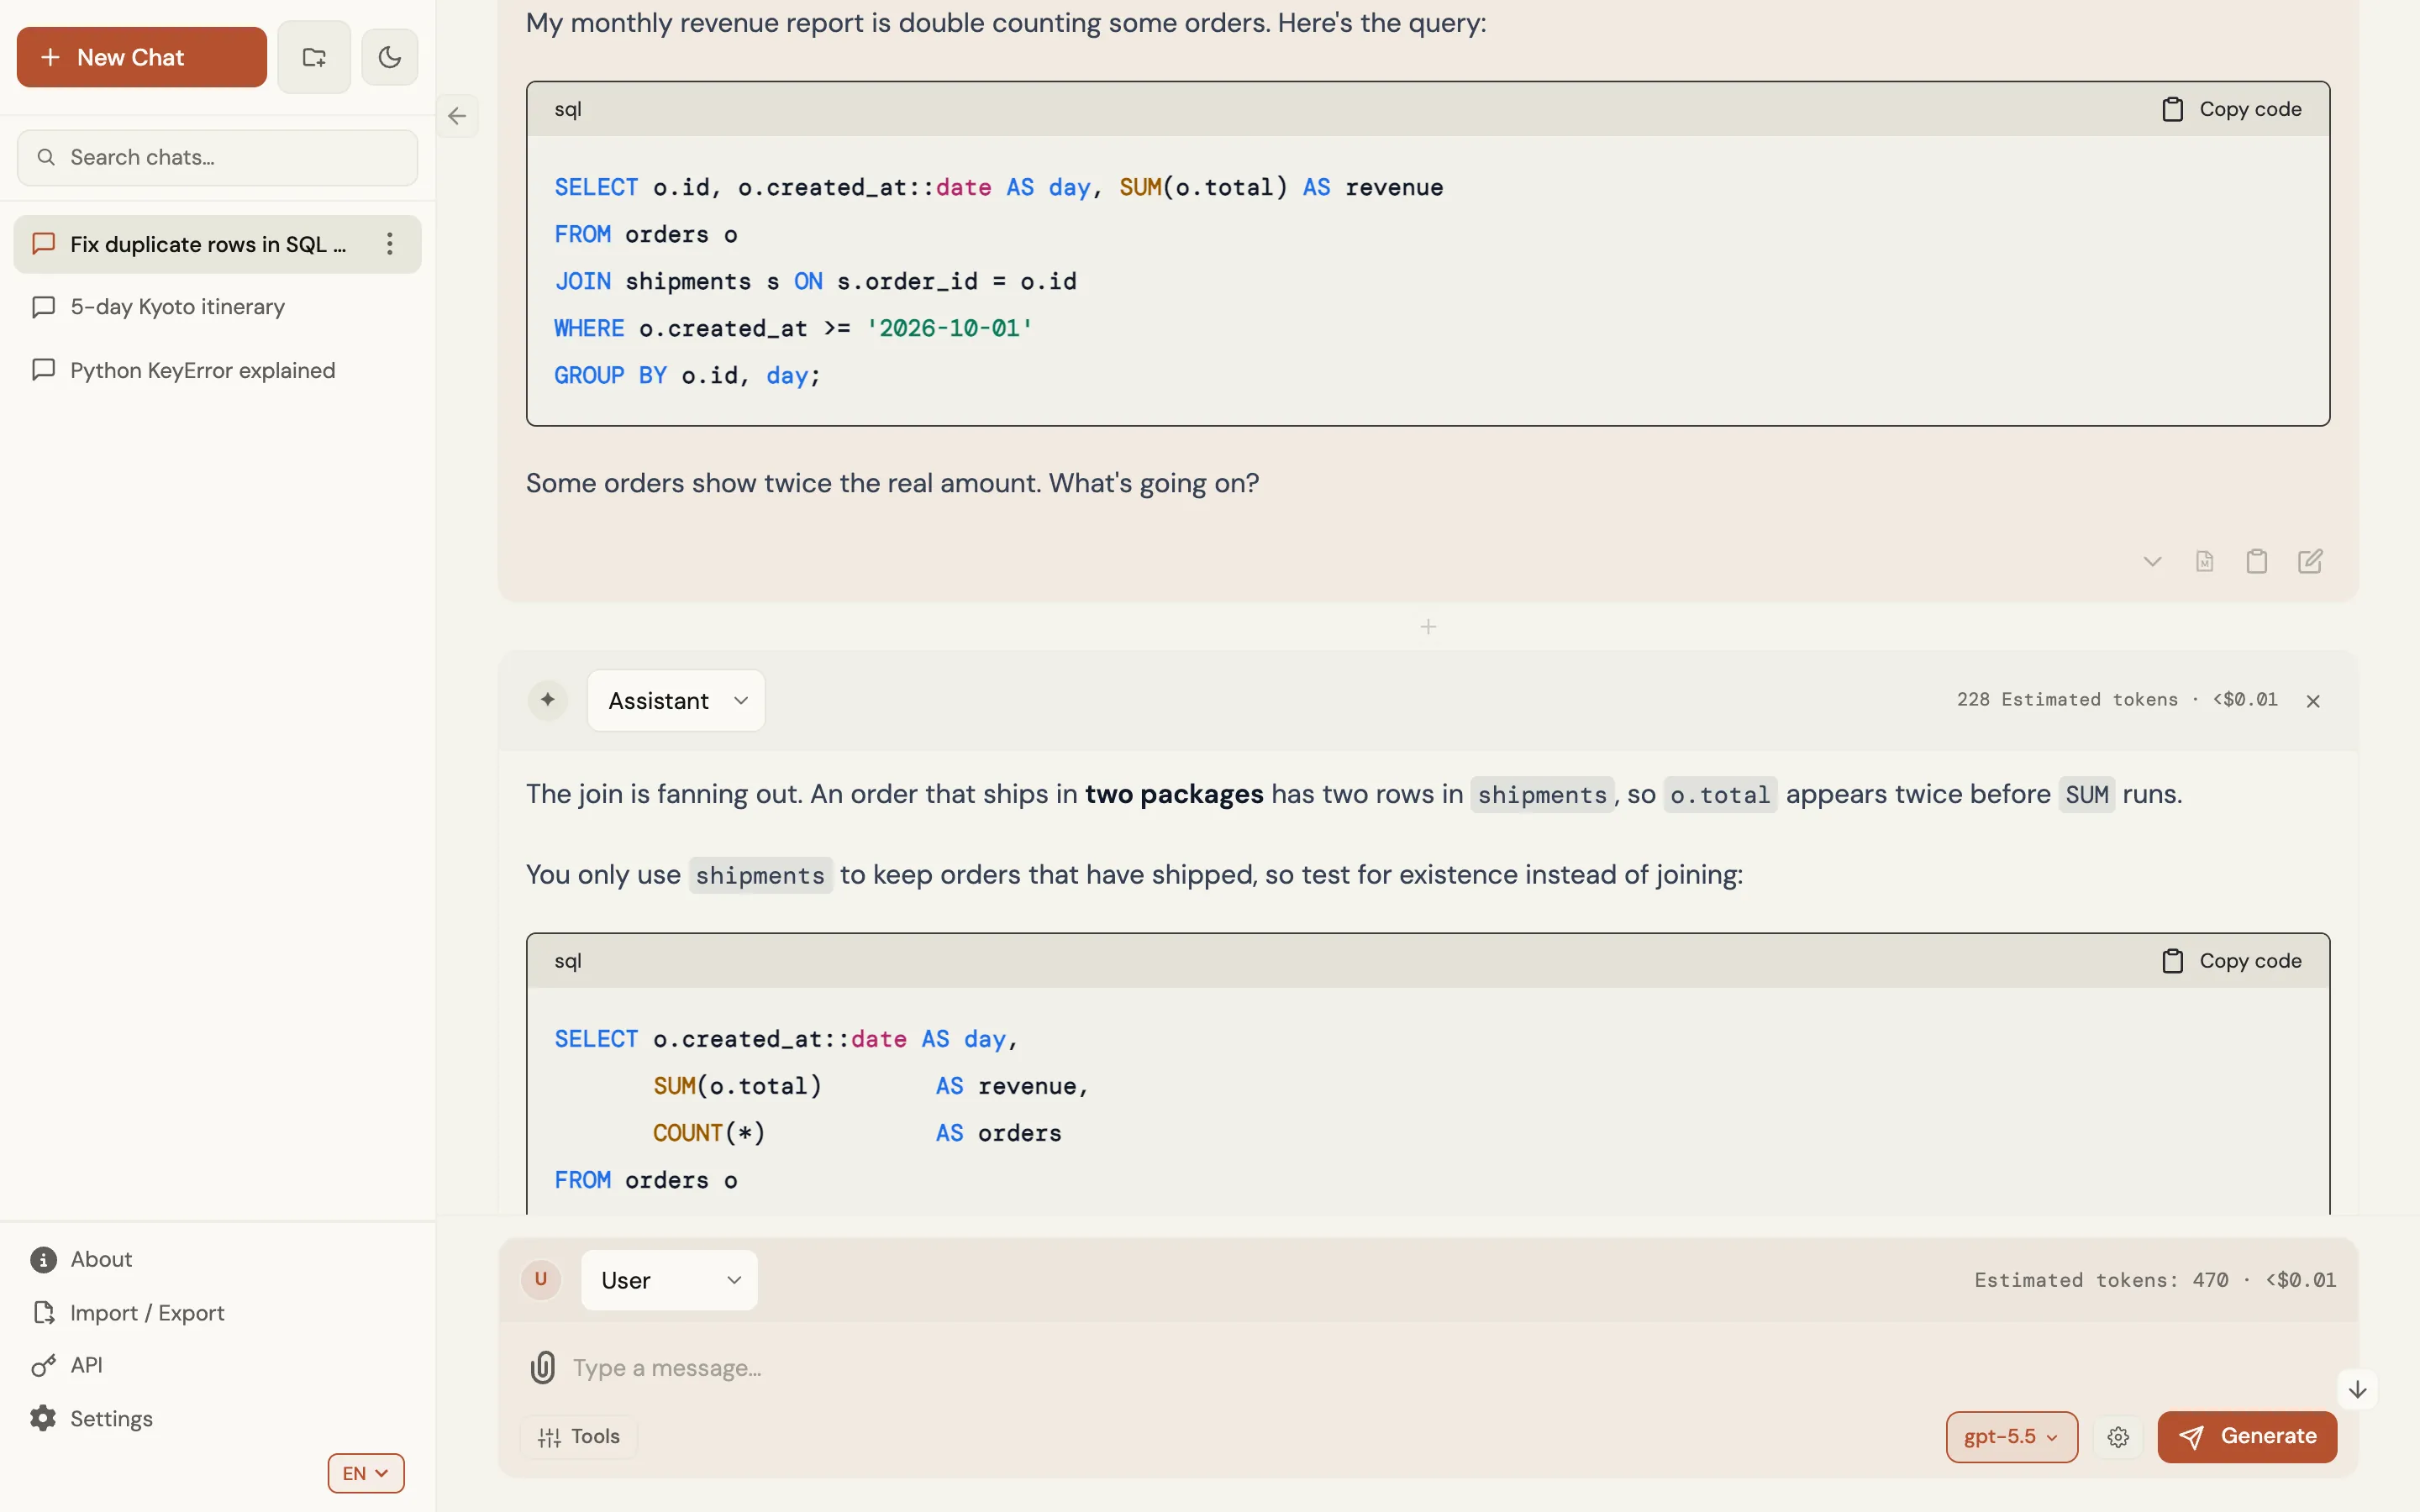 New Chat
Search chats...
Fix duplicate rows in SQL ...
5-day Kyoto itinerary
Python KeyError explained
About
Import / Export
API
Settings
EN
My monthly revenue report is double counting some orders. Here's the query:
sql
Copy code
SELECT o.id, o.created_at::date AS day, SUM(o.total) AS revenue
FROM orders o
JOIN shipments s ON s.order_id = o.id
WHERE o.created_at >= '2026-10-01'
GROUP BY o.id, day;
Some orders show twice the real amount. What's going on?
Assistant
228 Estimated tokens · <$0.01
The join is fanning out. An order that ships in two packages has two rows in shipments, so o.total appears twice before SUM runs.
You only use shipments to keep orders that have shipped, so test for existence instead of joining:
sql
Copy code
SELECT o.created_at::date AS day,
SUM(o.total) AS revenue,
COUNT(*) AS orders
FROM orders o
U
User
Estimated tokens: 470 · <$0.01
Type a message...
Tools
gpt-5.5
Generate